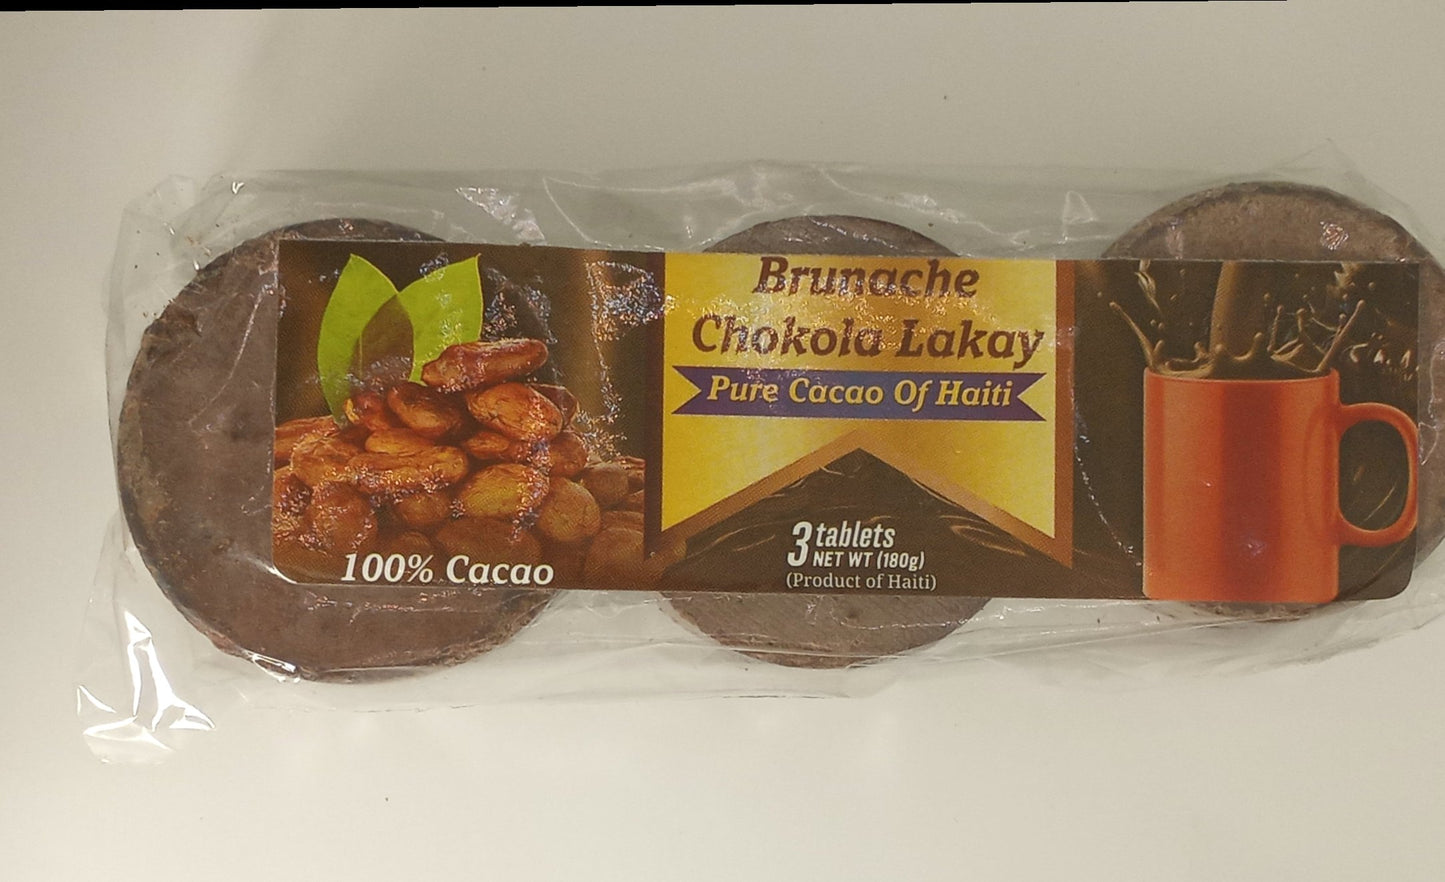 Brunache
Chokola Lakay
Pure Cacao Of Haiti
3 tablets
NET WT (180g)
(Product of Haiti)
100% Cacao